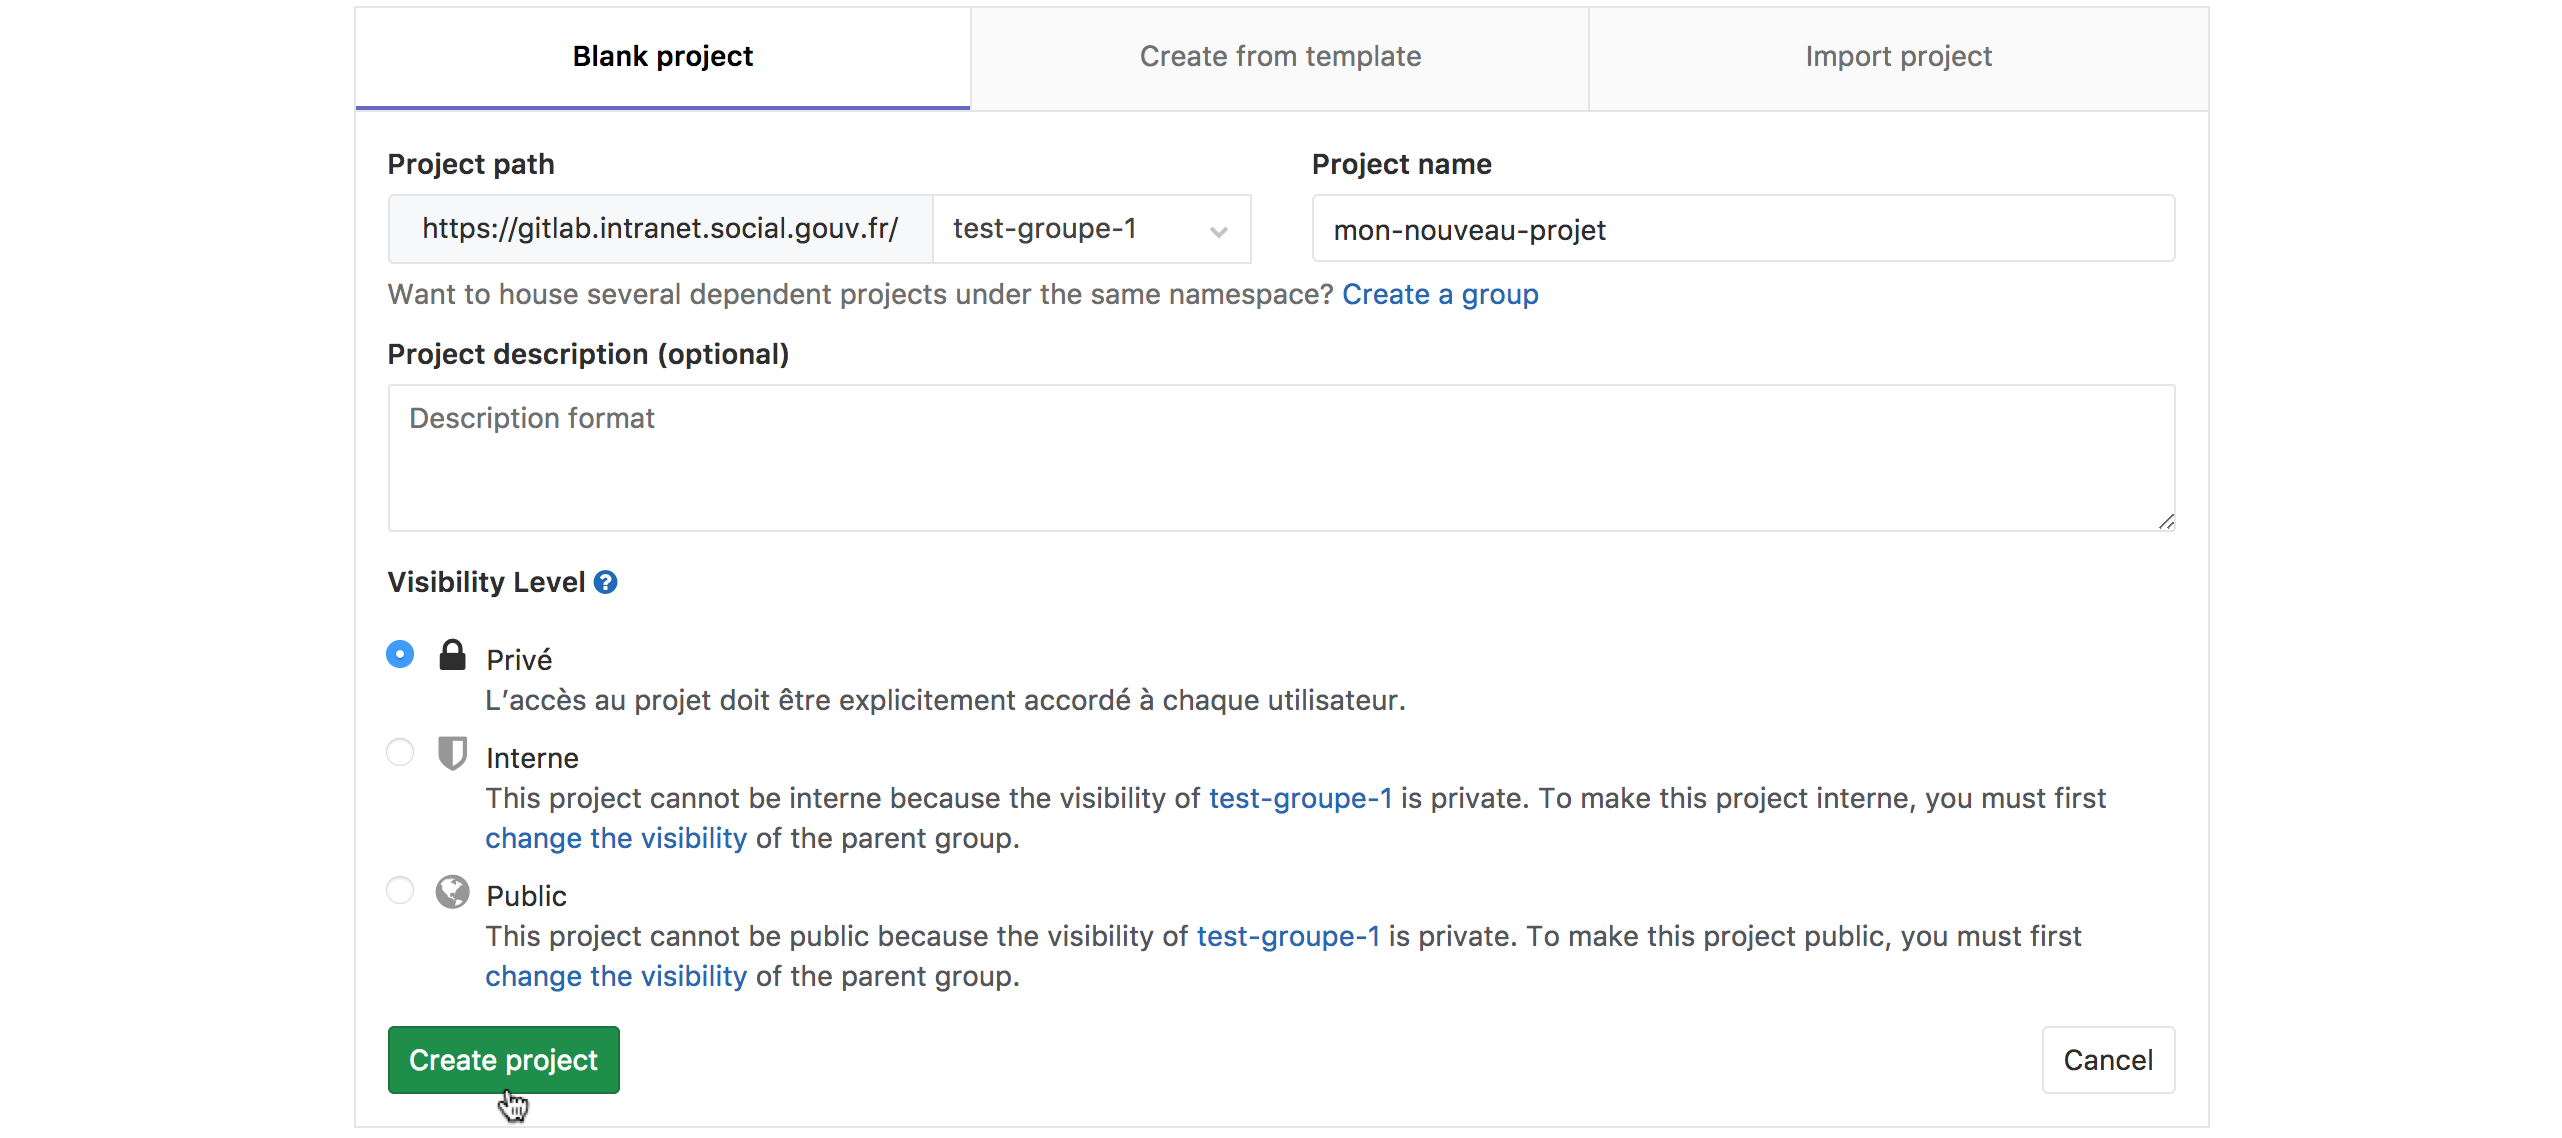 Blank project
Create from template
Import project
Project path
Project name
https://gitlab.intranet.social.gouv.fr/
test-groupe-1
mon-nouveau-projet
Want to house several dependent projects under the same namespace? Create a group
Project description (optional)
Description format
Visibility Level ?
Privé
L’accès au projet doit être explicitement accordé à chaque utilisateur.
Interne
This project cannot be interne because the visibility of test-groupe-1 is private. To make this project interne, you must first
change the visibility of the parent group.
Public
This project cannot be public because the visibility of test-groupe-1 is private. To make this project public, you must first
change the visibility of the parent group.
Create project
Cancel